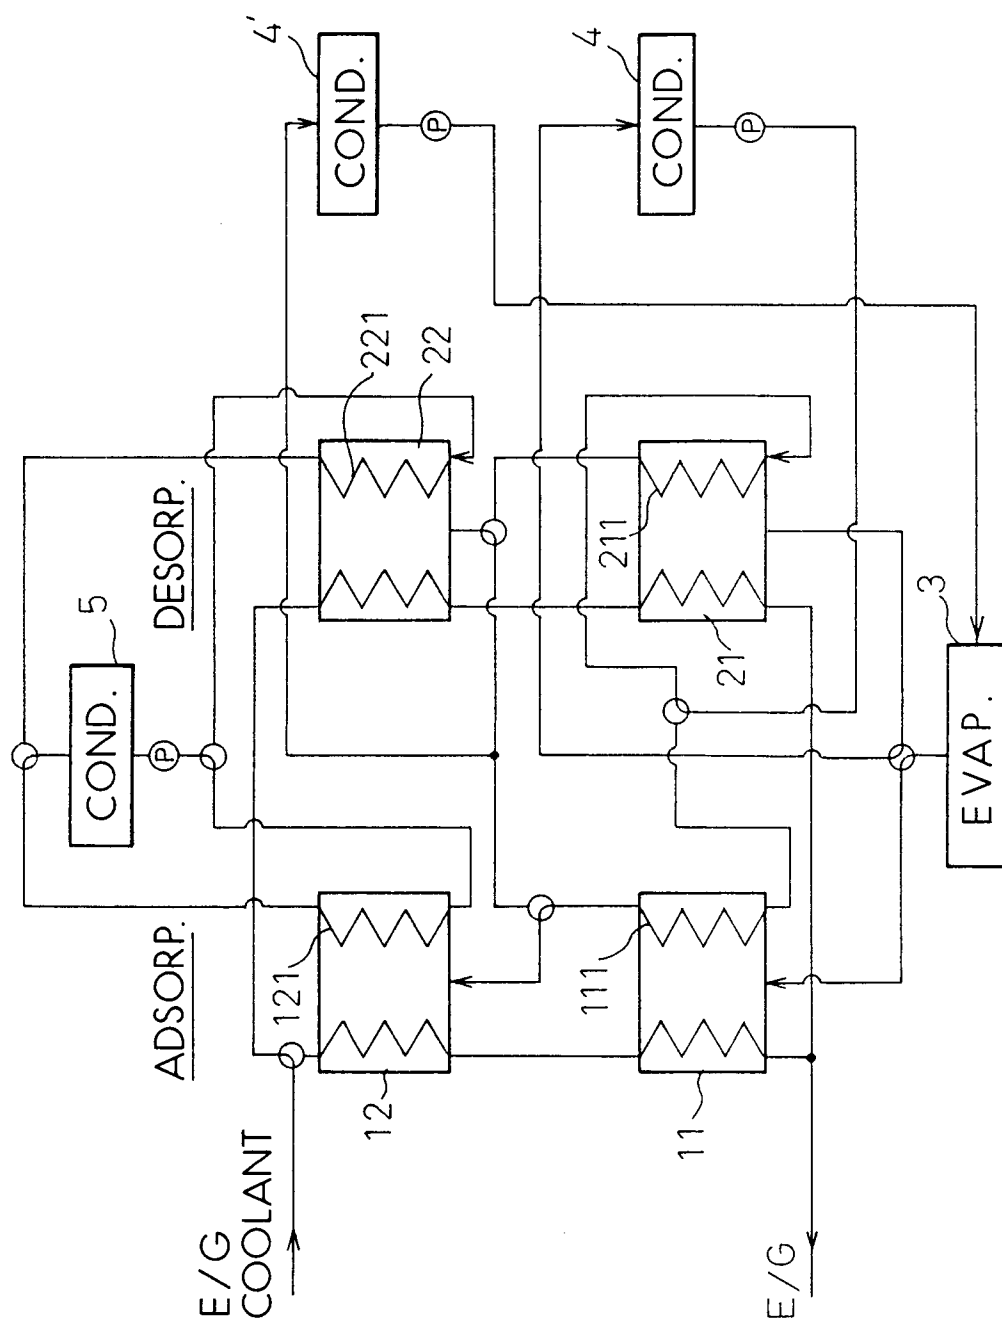 5
COND.
P
ADSORP.
DESORP.
E/G
COOLANT
4'
121
COND.
221
12
22
P
4
111
211
COND.
11
21
P
E/G
3
EVAP.